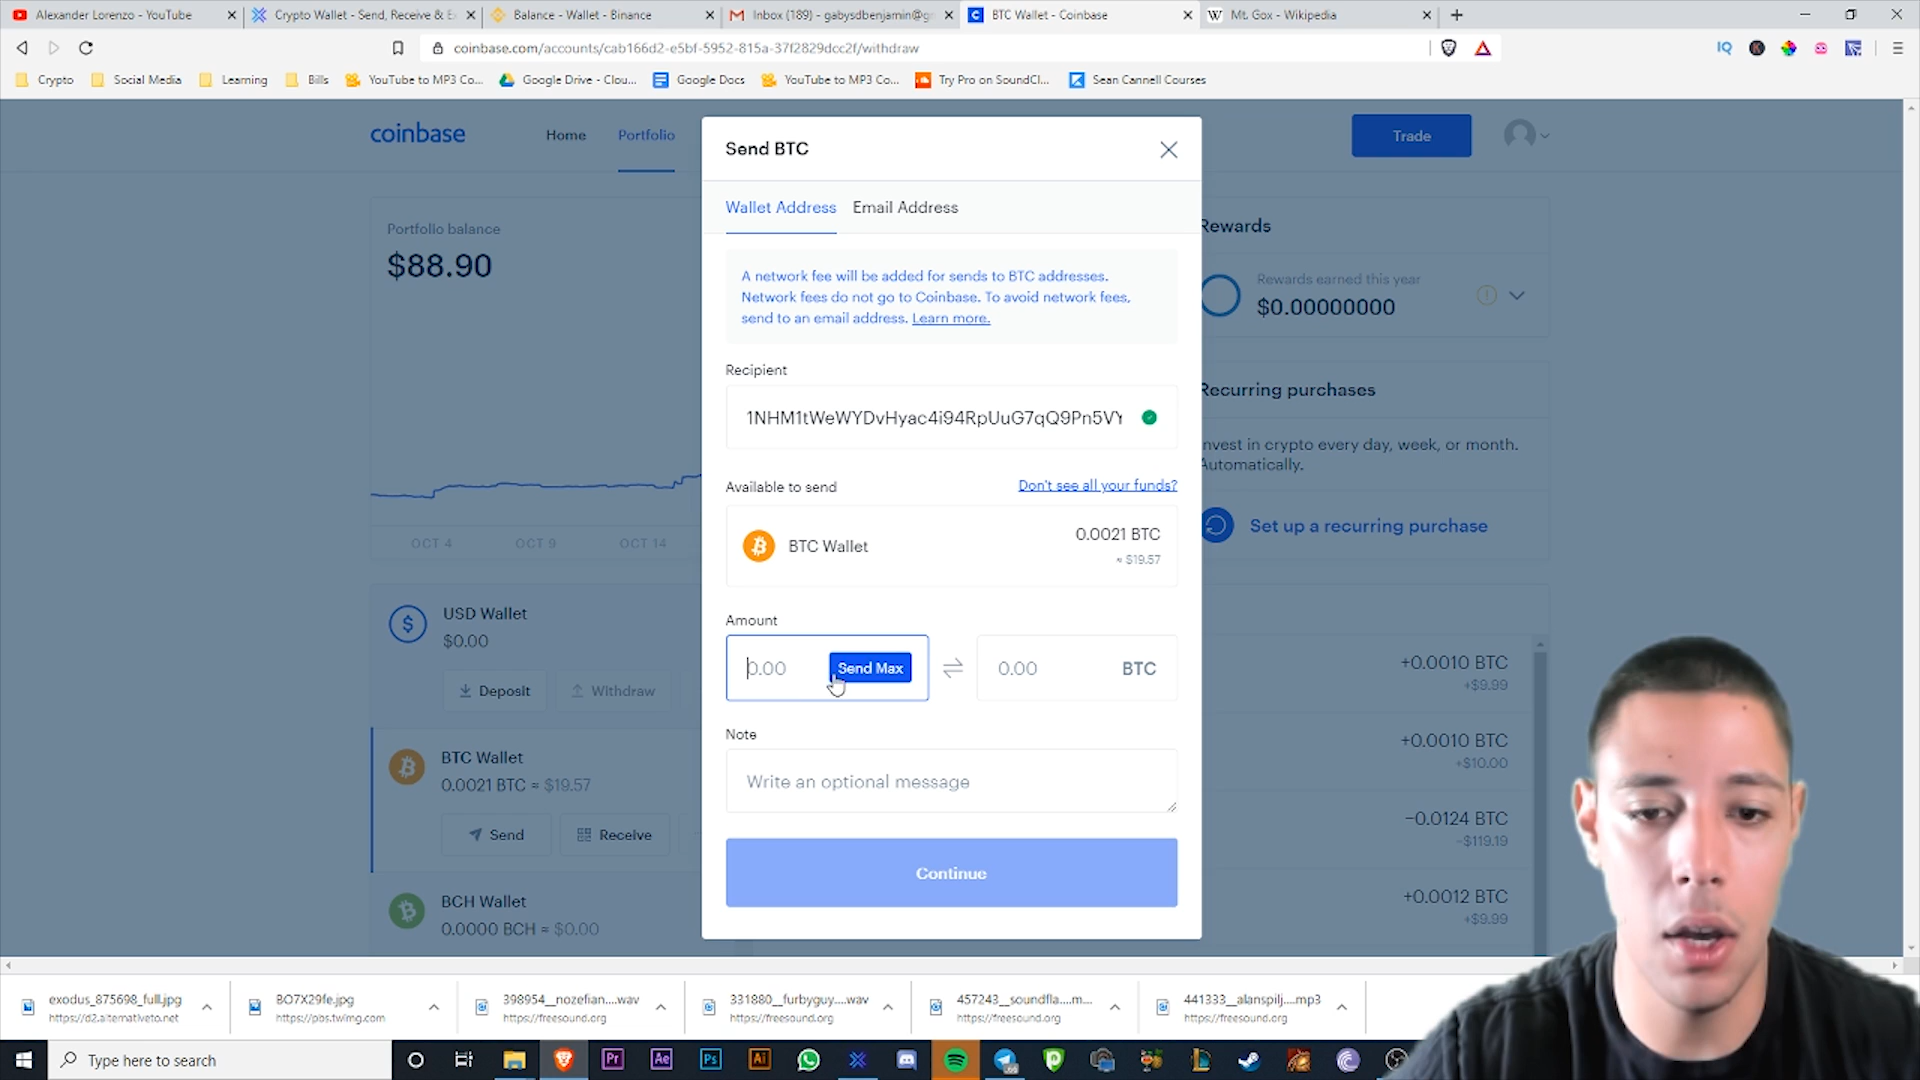 Alexander Lorenzo - YouTube
Crypto Wallet - Send, Receive & E
Balance - Wallet - Binance
Inbox (189) - gabysdbenjamin@g
BTC Wallet - Coinbase
Mt. Gox - Wikipedia
coinbase.com/accounts/cab166d2-e5bf-5952-815a-37f2829dcc2f/withdraw
Crypto
Social Media
Learning
Bills
YouTube to MP3 Co...
Google Drive - Clou...
Google Docs
YouTube to MP3 Co...
Try Pro on SoundCl...
Sean Cannell Courses
coinbase
Home
Portfolio
Trade
Send BTC
Wallet Address
Email Address
A network fee will be added for sends to BTC addresses.
Network fees do not go to Coinbase. To avoid network fees,
send to an email address. Learn more.
Recipient
1NHM1tWeWYDvHyac4i94RpUuG7qQ9Pn5VY
Available to send
Don't see all your funds?
BTC Wallet
0.0021 BTC
≈ $19.57
Amount
0.00
Send Max
0.00
BTC
Note
Write an optional message
Continue
Portfolio balance
$88.90
OCT 4
OCT 9
OCT 14
USD Wallet
$0.00
Deposit
Withdraw
BTC Wallet
0.0021 BTC ≈ $19.57
Send
Receive
BCH Wallet
0.0000 BCH ≈ $0.00
Rewards
Rewards earned this year
$0.00000000
Recurring purchases
nvest in crypto every day, week, or month.
Automatically.
Set up a recurring purchase
+0.0010 BTC
+$9.99
+0.0010 BTC
+$10.00
-0.0124 BTC
-$119.19
+0.0012 BTC
+$9.99
exodus_875698_full.jpg
https://d2.alternativeto.net
BO7X29fe.jpg
https://pbs.twimg.com
398954__nozefian....wav
https://freesound.org
331880__furbyguy....wav
https://freesound.org
457243__soundfla....m...
https://freesound.org
441333__alanspilj....mp3
https://freesound.org
Type here to search